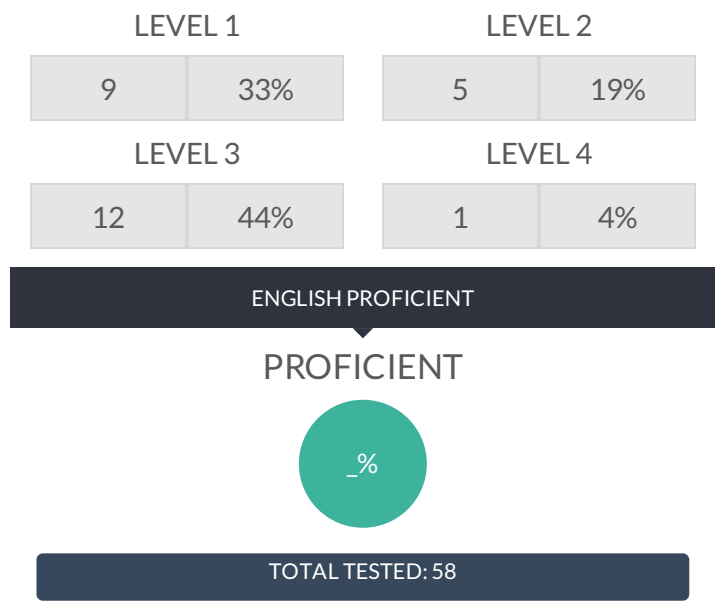 LEVEL 1 LEVEL 2
9 33% 5 19%
LEVEL 3 LEVEL 4
12 44% 1 4%
ENGLISH PROFICIENT
PROFICIENT
_%
TOTAL TESTED: 58